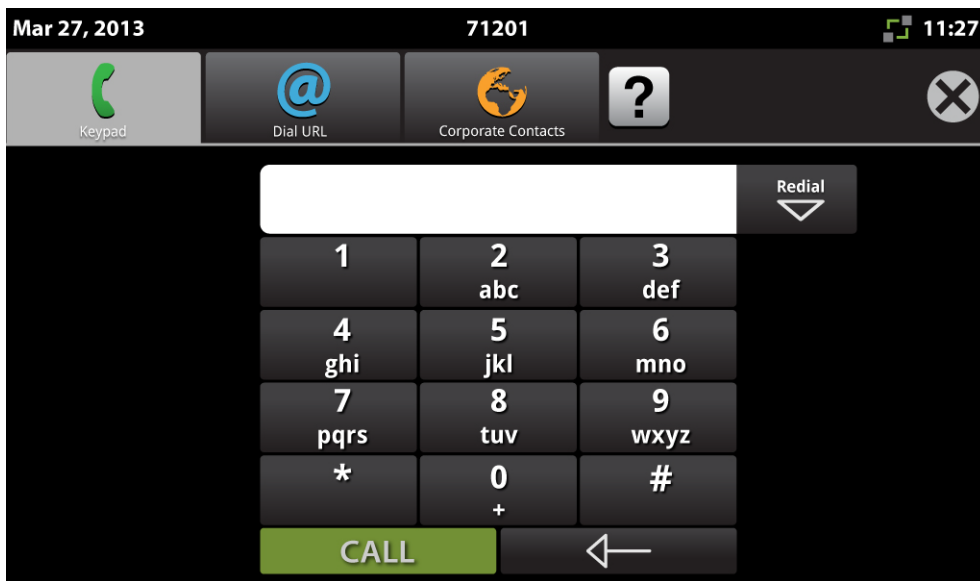 Mar 27, 2013 71201 11:27
Keypad Dial URL Corporate Contacts ?
Redial
1 2 3
abc def
4 5 6
ghi jkl mno
7 8 9
pqrs tuv wxyz
* 0 #
+
CALL